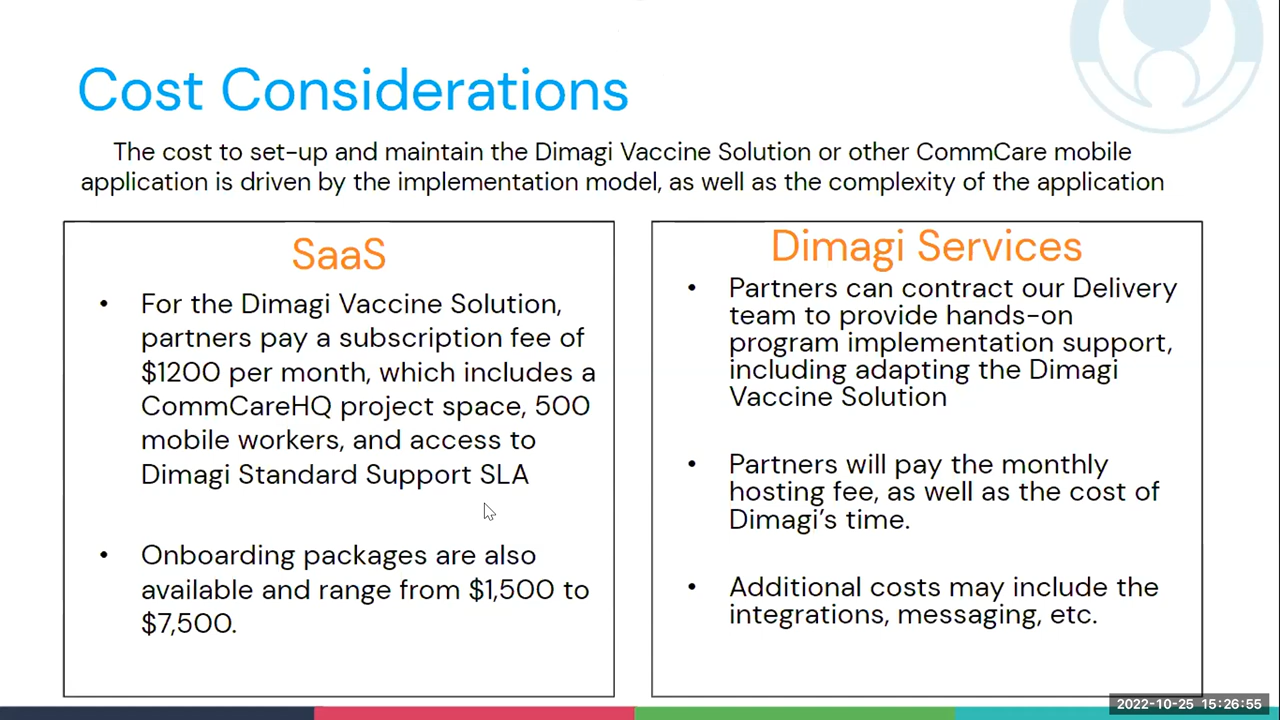 Cost Considerations
The cost to set-up and maintain the Dimagi Vaccine Solution or other CommCare mobile
application is driven by the implementation model, as well as the complexity of the application
SaaS
• For the Dimagi Vaccine Solution,
partners pay a subscription fee of
$1200 per month, which includes a
CommCareHQ project space, 500
mobile workers, and access to
Dimagi Standard Support SLA
• Onboarding packages are also
available and range from $1,500 to
$7,500.
Dimagi Services
• Partners can contract our Delivery
team to provide hands-on
program implementation support,
including adapting the Dimagi
Vaccine Solution
• Partners will pay the monthly
hosting fee, as well as the cost of
Dimagi’s time.
• Additional costs may include the
integrations, messaging, etc.
2022-10-25 15:26:55